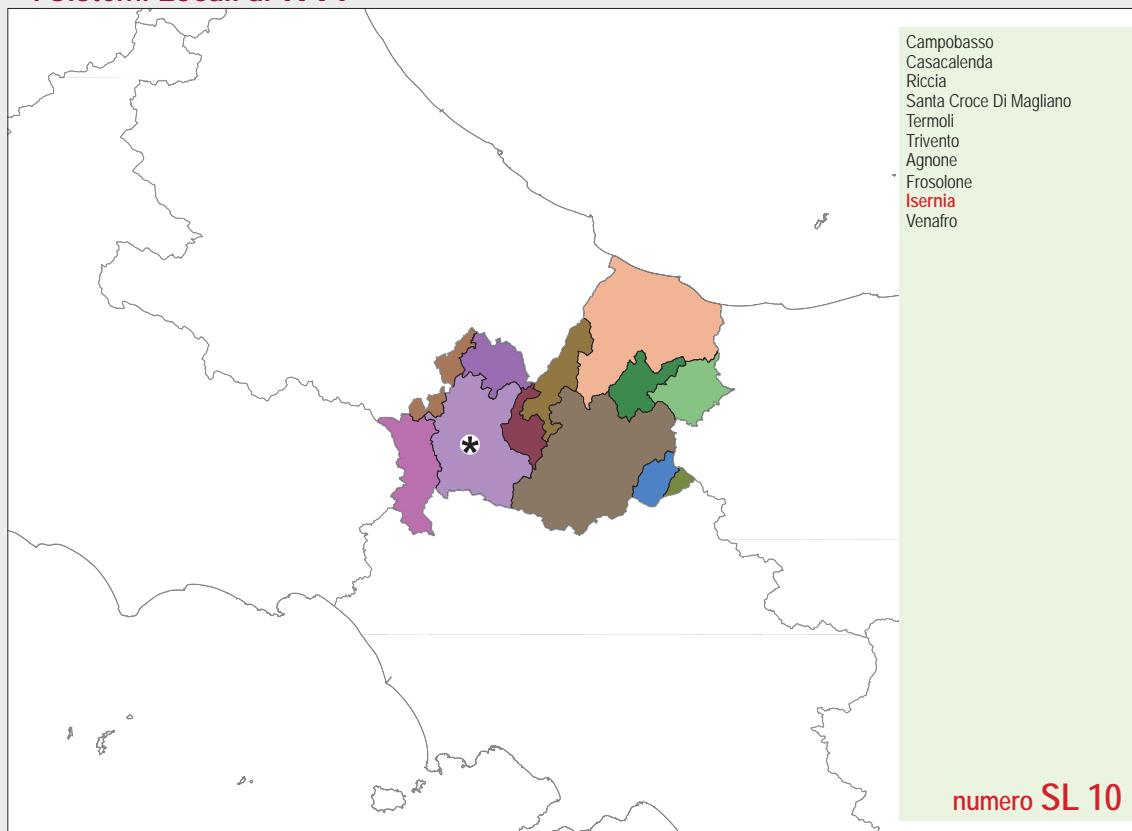 Campobasso
Casacalenda
Riccia
Santa Croce Di Magliano
Termoli
Trivento
Agnone
Frosolone
Isernia
Venafro
*
numero SL 10